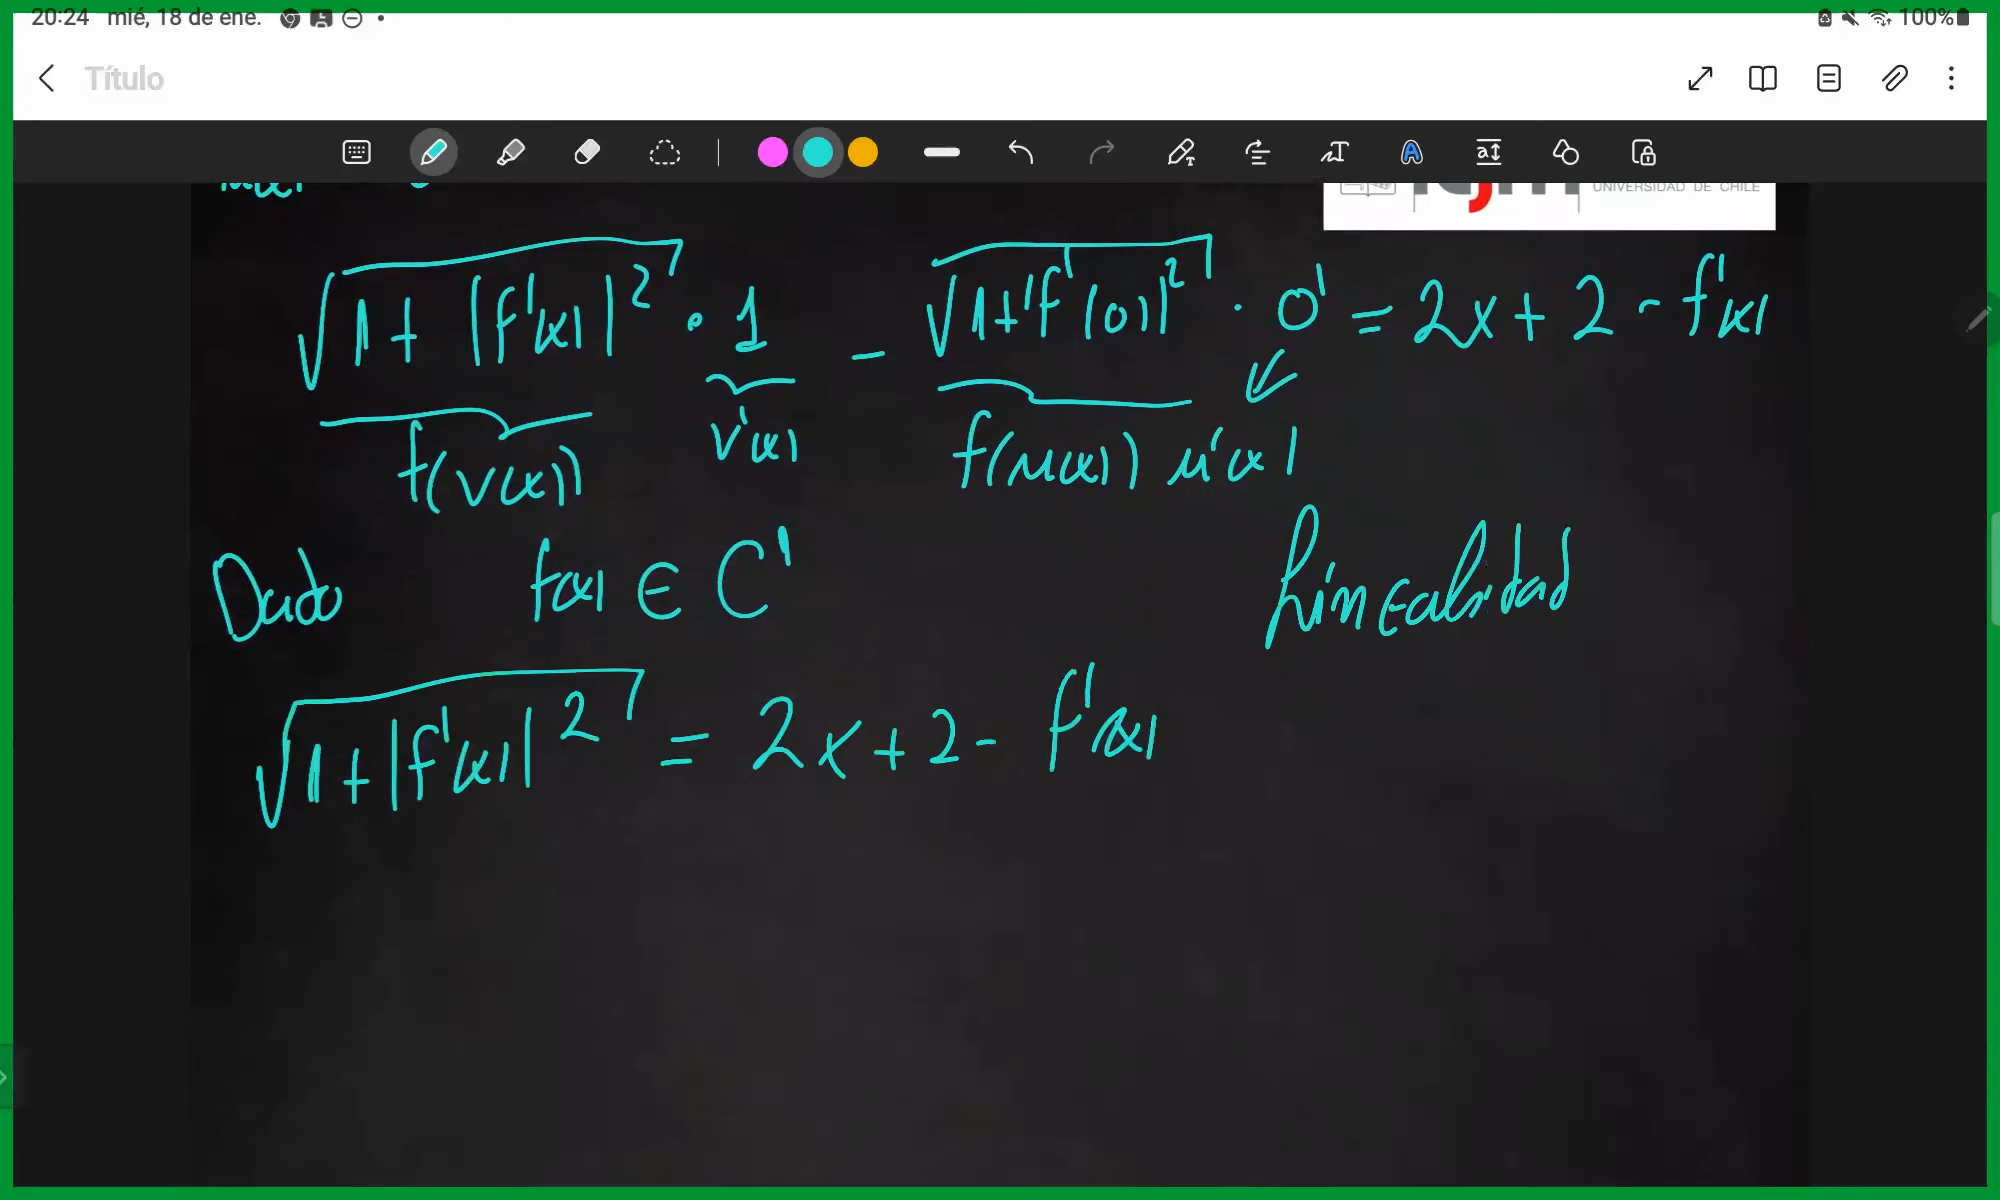 20:24 mié, 18 de ene. 100%
Título
UNIVERSIDAD DE CHILE
√(1+|f'(x)|²) · 1 − √(1+|f'(0)|²) · 0' = 2x+2−f'(x)
f(v(x)) v'(x) f(u(x)) u'(x)
Dado f(x) ∈ C' Linealidad
√(1+|f'(x)|²) = 2x+2−f'(x)